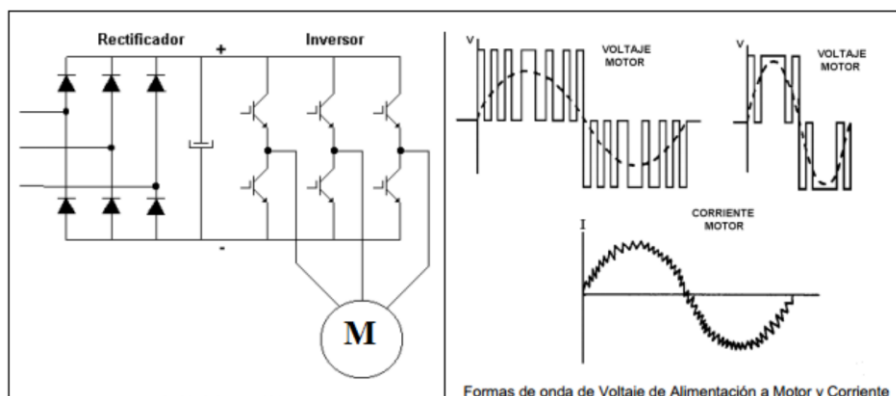 Rectificador
+
Inversor
-
M
V
VOLTAJE
MOTOR
V
VOLTAJE
MOTOR
CORRIENTE
MOTOR
I
Formas de onda de Voltaje de Alimentación a Motor y Corriente